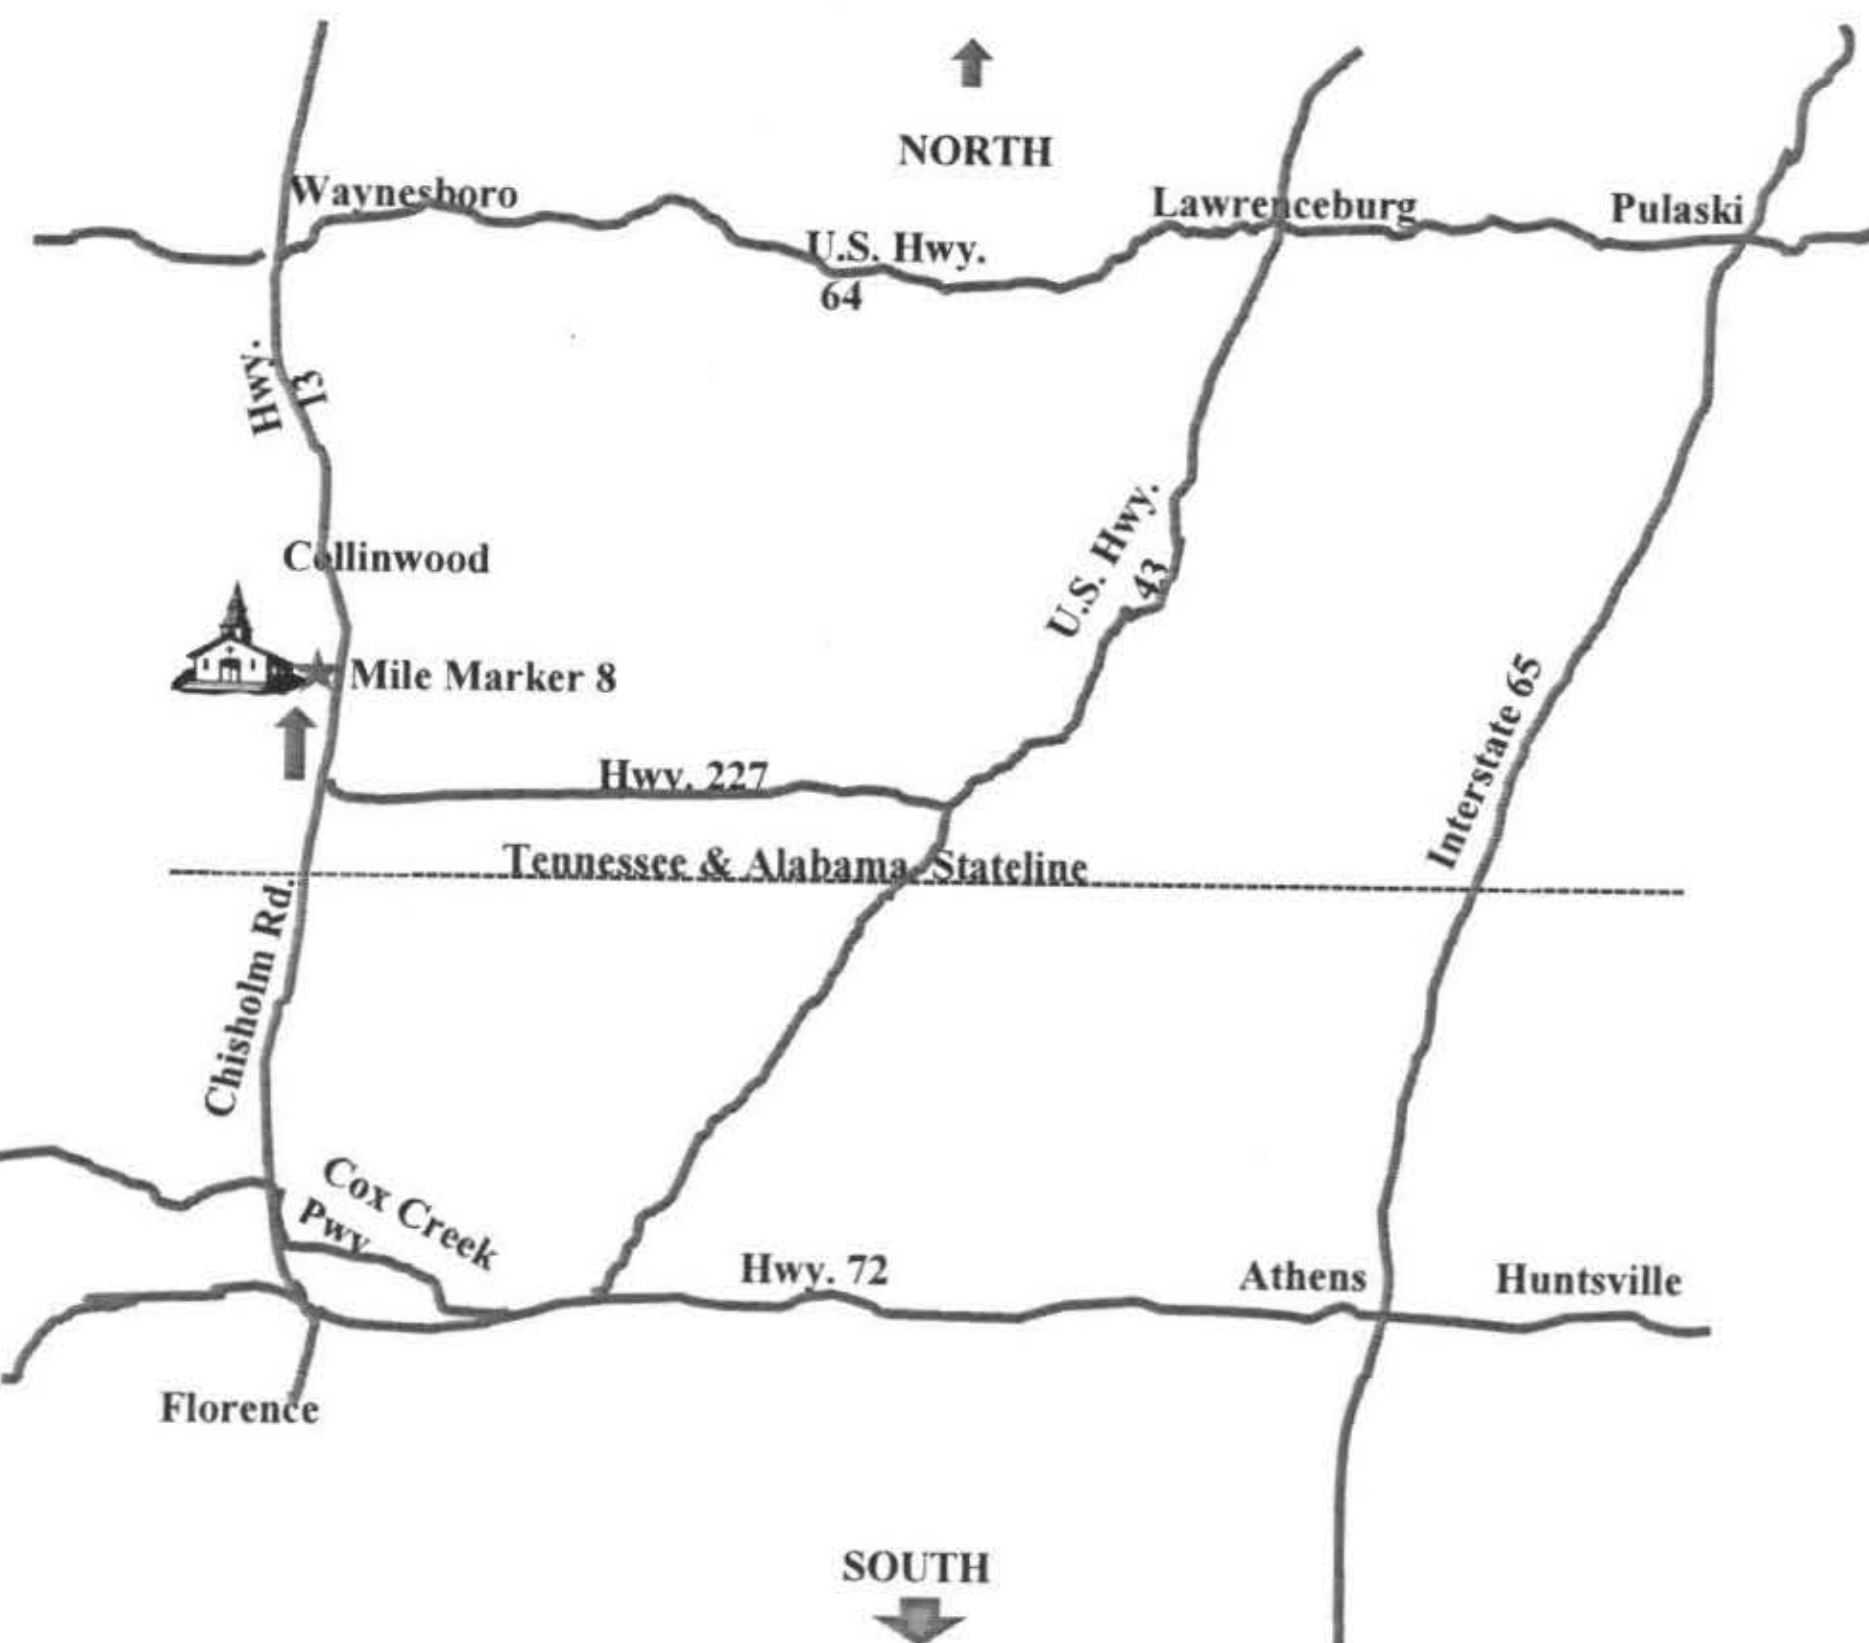 NORTH
Waynesboro
Lawrenceburg
Pulaski
U.S. Hwy.
64
Hwy.
13
Collinwood
U.S. Hwy.
43
Mile Marker 8
Interstate 65
Hwy. 227
Tennessee & Alabama Stateline
Chisholm Rd.
Cox Creek
Pwy
Hwy. 72
Athens
Huntsville
Florence
SOUTH